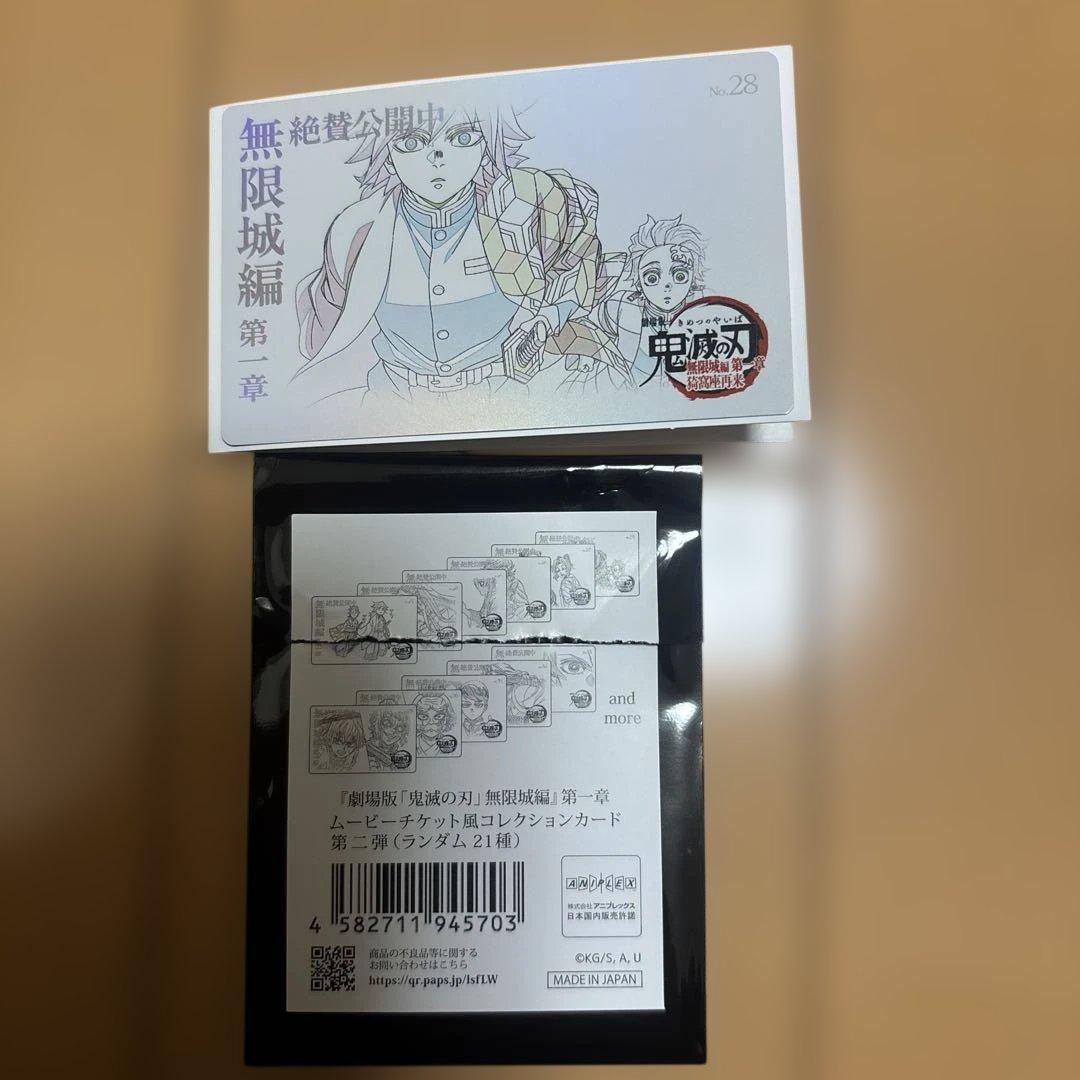 No.28
絶賛公開中
無限城編 第一章
きめつのやいば
鬼滅の刃
無限城編 第一章
猗窩座再来
and
more
『劇場版「鬼滅の刃」無限城編』第一章
ムービーチケット風コレクションカード
第二弾（ランダム 21種）
4 582711 945703
ANIPLEX
株式会社アニプレックス
日本国内販売許諾
商品の不良品等に関する
お問い合わせはこちら
https://qr.paps.jp/lsfLW
©KG/S, A, U
MADE IN JAPAN